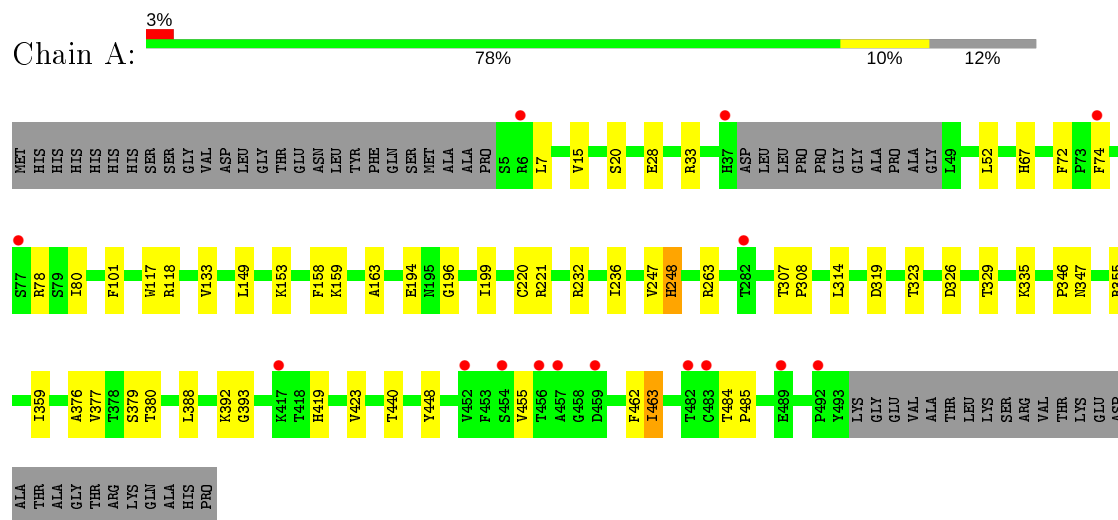 3%
Chain A:
78% 10% 12%
MET HIS HIS HIS HIS HIS HIS SER SER GLY VAL ASP LEU GLY THR GLU ASN LEU TYR PHE GLN SER MET ALA ALA PRO S5 R6 L7 V15 S20 E28 R33 H37 ASP LEU LEU PRO PRO GLY GLY ALA PRO ALA GLY L49 L52 H67 F72 P73 F74
S77 R78 S79 I80 F101 W117 R118 V133 L149 K153 F158 K159 A163 E194 N195 G196 I199 C220 R221 R232 I236 V247 H248 R263 T282 T307 P308 L314 D319 T323 D326 T329 K335 P346 N347
I359 A376 V377 T378 S379 T380 L388 K392 G393 K417 T418 H419 V423 T440 Y448 V452 F453 S454 V455 T456 A457 G458 D459 F462 I463 T482 C483 T484 P485 E489 P492 Y493 LYS GLY GLU VAL ALA THR LEU LYS SER ARG VAL THR LYS GLU ASP
ALA THR ALA GLY THR ARG LYS GLN ALA HIS PRO